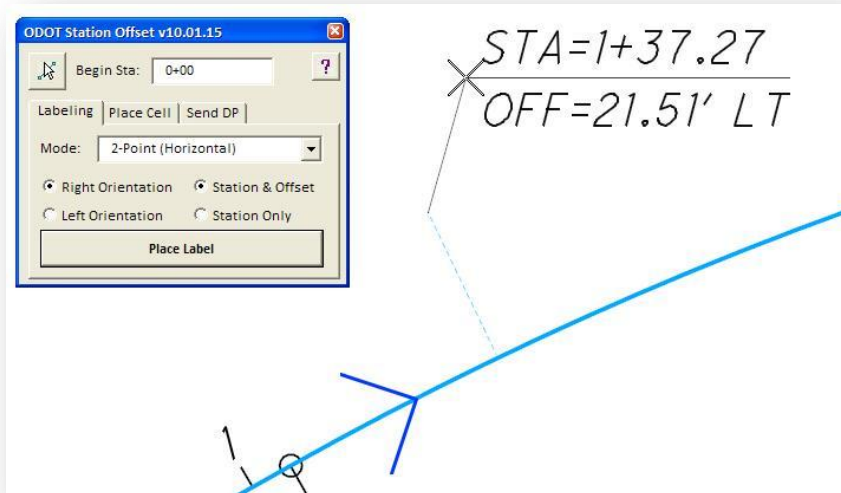 ODOT Station Offset v10.01.15
Begin Sta: 0+00 ?
Labeling Place Cell Send DP
Mode: 2-Point (Horizontal)
Right Orientation Station & Offset
Left Orientation Station Only
Place Label
STA=1+37.27
OFF=21.51' LT
1